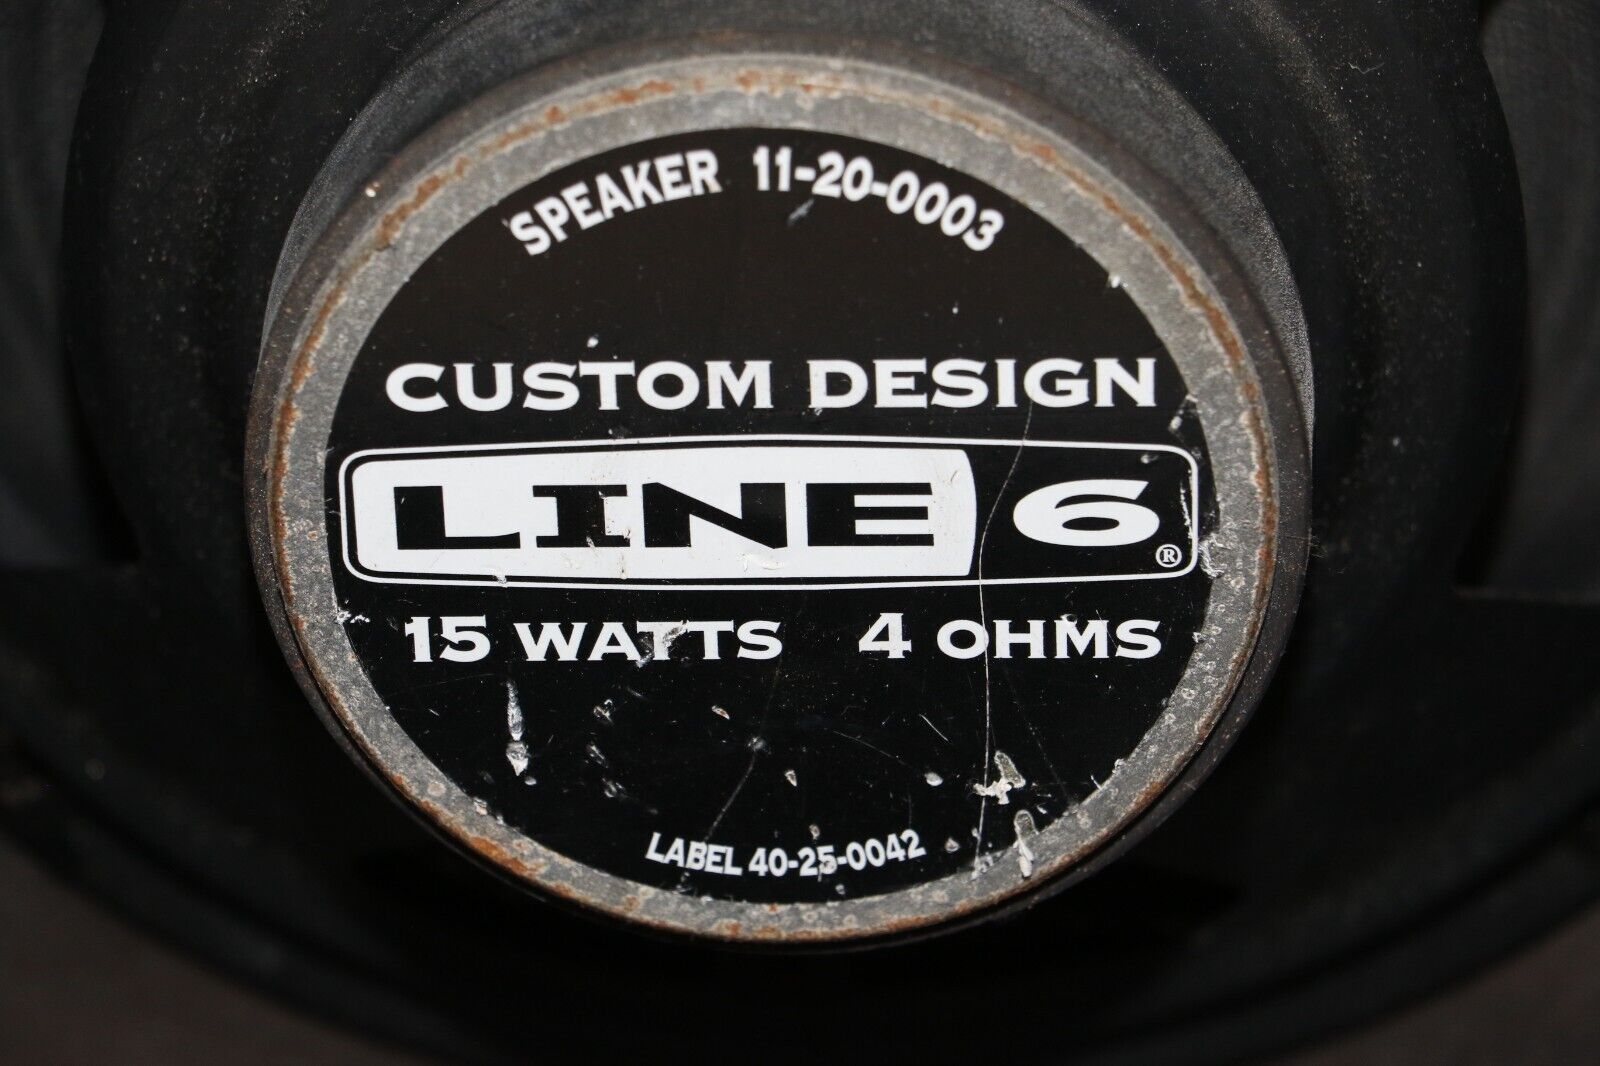 SPEAKER 11-20-0003
CUSTOM DESIGN
LINE 6®
15 WATTS 4 OHMS
LABEL 40-25-0042